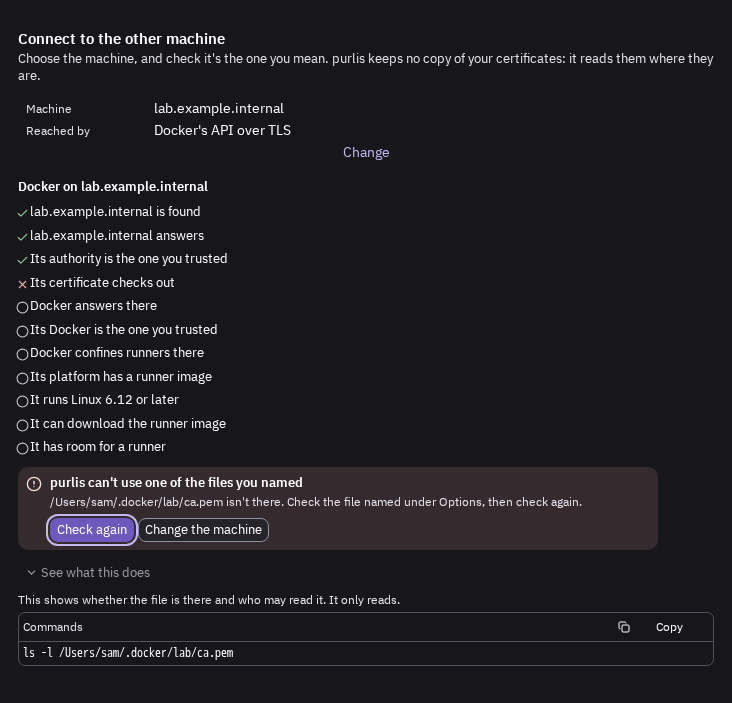 Connect to the other machine
Choose the machine, and check it's the one you mean. purlis keeps no copy of your certificates: it reads them where they
are.
Machine lab.example.internal
Reached by Docker's API over TLS
Change
Docker on lab.example.internal
lab.example.internal is found
lab.example.internal answers
Its authority is the one you trusted
Its certificate checks out
Docker answers there
Its Docker is the one you trusted
Docker confines runners there
Its platform has a runner image
It runs Linux 6.12 or later
It can download the runner image
It has room for a runner
purlis can't use one of the files you named
/Users/sam/.docker/lab/ca.pem isn't there. Check the file named under Options, then check again.
Check again Change the machine
See what this does
This shows whether the file is there and who may read it. It only reads.
Commands Copy
ls -l /Users/sam/.docker/lab/ca.pem